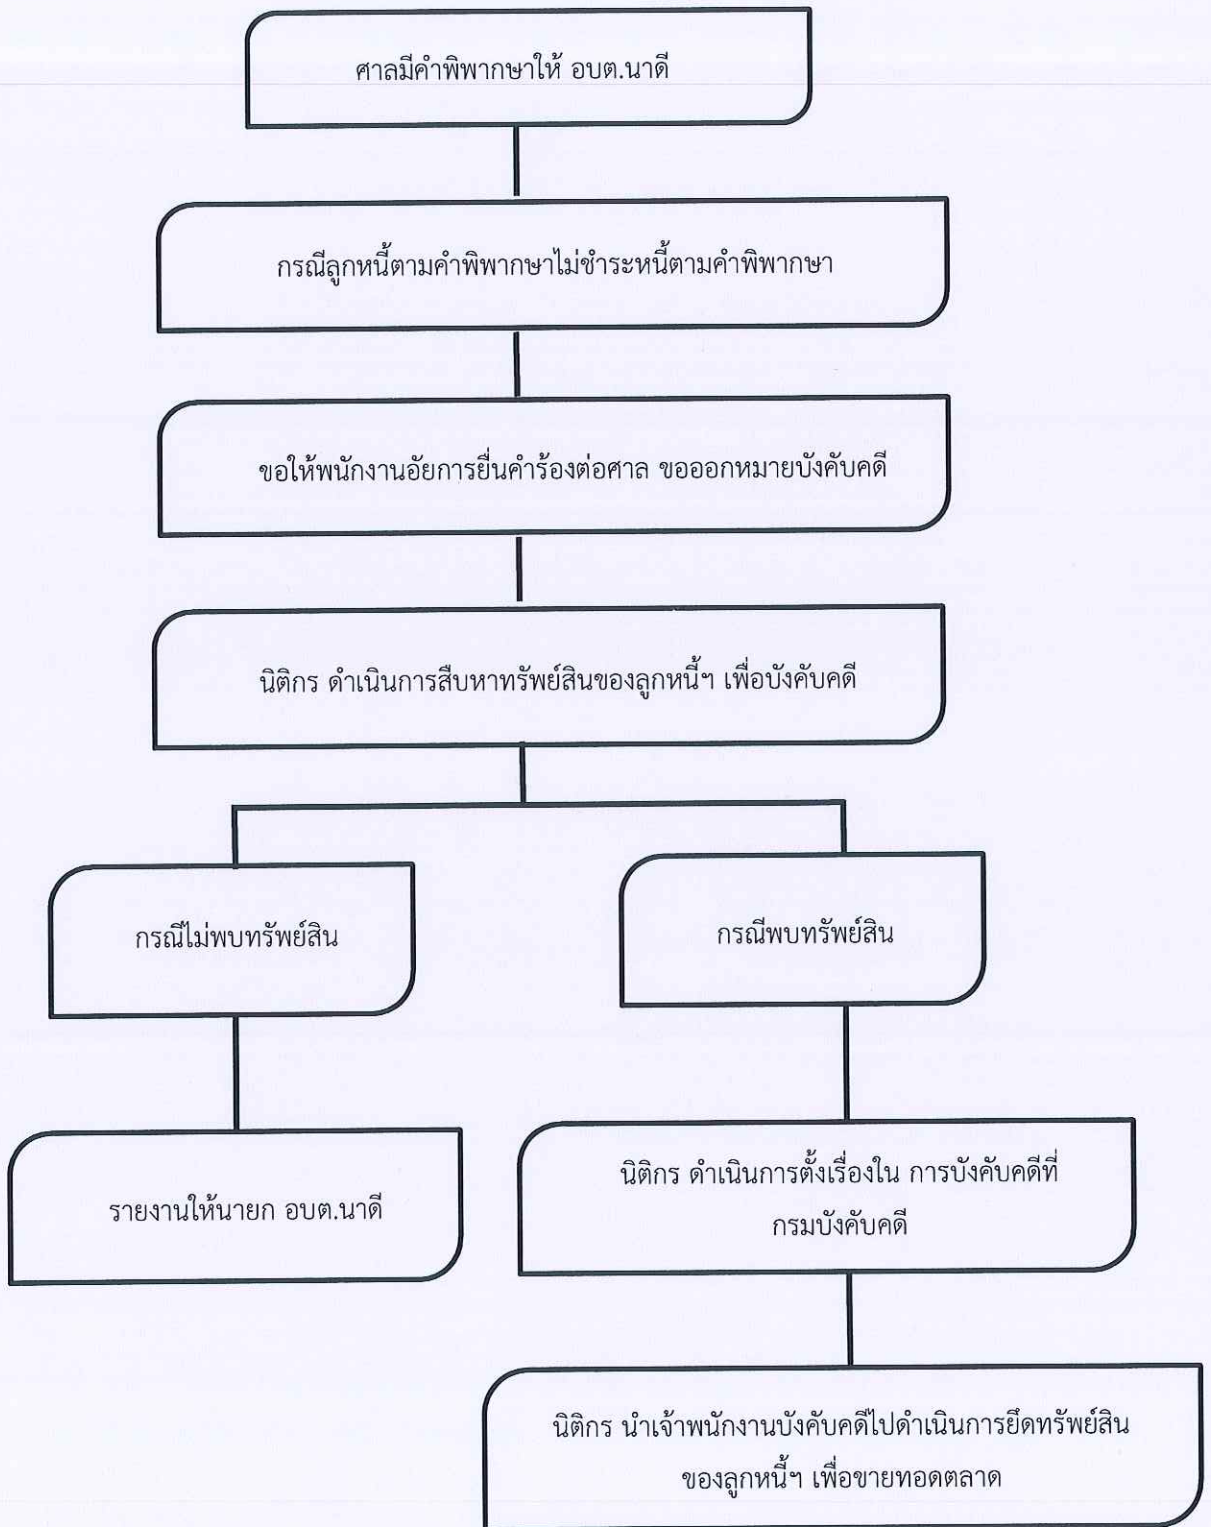 ศาลมีคำพิพากษาให้ อบต.นาดี
กรณีลูกหนี้ตามคำพิพากษาไม่ชำระหนี้ตามคำพิพากษา
ขอให้พนักงานอัยการยื่นคำร้องต่อศาล ขอออกหมายบังคับคดี
นิติกร ดำเนินการสืบหาทรัพย์สินของลูกหนี้ฯ เพื่อบังคับคดี
กรณีไม่พบทรัพย์สิน
กรณีพบทรัพย์สิน
รายงานให้นายก อบต.นาดี
นิติกร ดำเนินการตั้งเรื่องใน การบังคับคดีที่
กรมบังคับคดี
นิติกร นำเจ้าพนักงานบังคับคดีไปดำเนินการยึดทรัพย์สิน
ของลูกหนี้ฯ เพื่อขายทอดตลาด